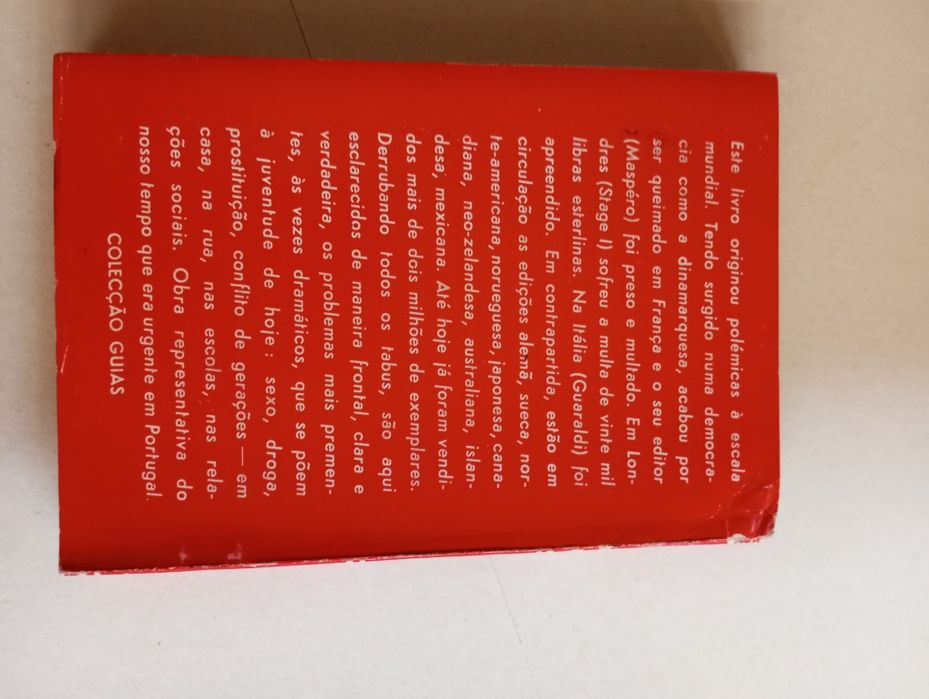 Este livro originou polémicas à escala
mundial. Tendo surgido numa democra-
cia como a dinamarquesa, acabou por
ser queimado em França e o seu editor
(Maspero) foi preso e multado. Em Lon-
dres (Stage I) sofreu a multa de vinte mil
libras esterlinas. Na Itália (Guaraldi) foi
apreendido. Em contrapartida, estão em
circulação as edições alemã, sueca, nor-
te-americana, norueguesa, japonesa, cana-
diana, neo-zelandesa, australiana, islan-
desa, mexicana. Até hoje já foram vendi-
dos mais de dois milhões de exemplares.
Derrubando todos os tabus, são aqui
esclarecidos de maneira frontal, clara e
verdadeira, os problemas mais premen-
tes, às vezes dramáticos, que se põem
à juventude de hoje: sexo, droga,
prostituição, conflito de gerações — em
casa, na rua, nas escolas, nas rela-
ções sociais. Obra representativa do
nosso tempo que era urgente em Portugal.
COLECÇÃO GUIAS